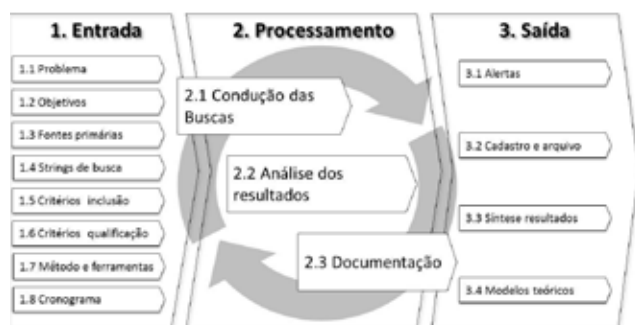 1. Entrada
1.1 Problema
1.2 Objetivos
1.3 Fontes primárias
1.4 Strings de busca
1.5 Critérios inclusão
1.6 Critérios qualificação
1.7 Método e ferramentas
1.8 Cronograma
2. Processamento
2.1 Condução das
Buscas
2.2 Análise dos
resultados
2.3 Documentação
3. Saída
3.1 Alertas
3.2 Cadastro e arquivo
3.3 Síntese resultados
3.4 Modelos teóricos